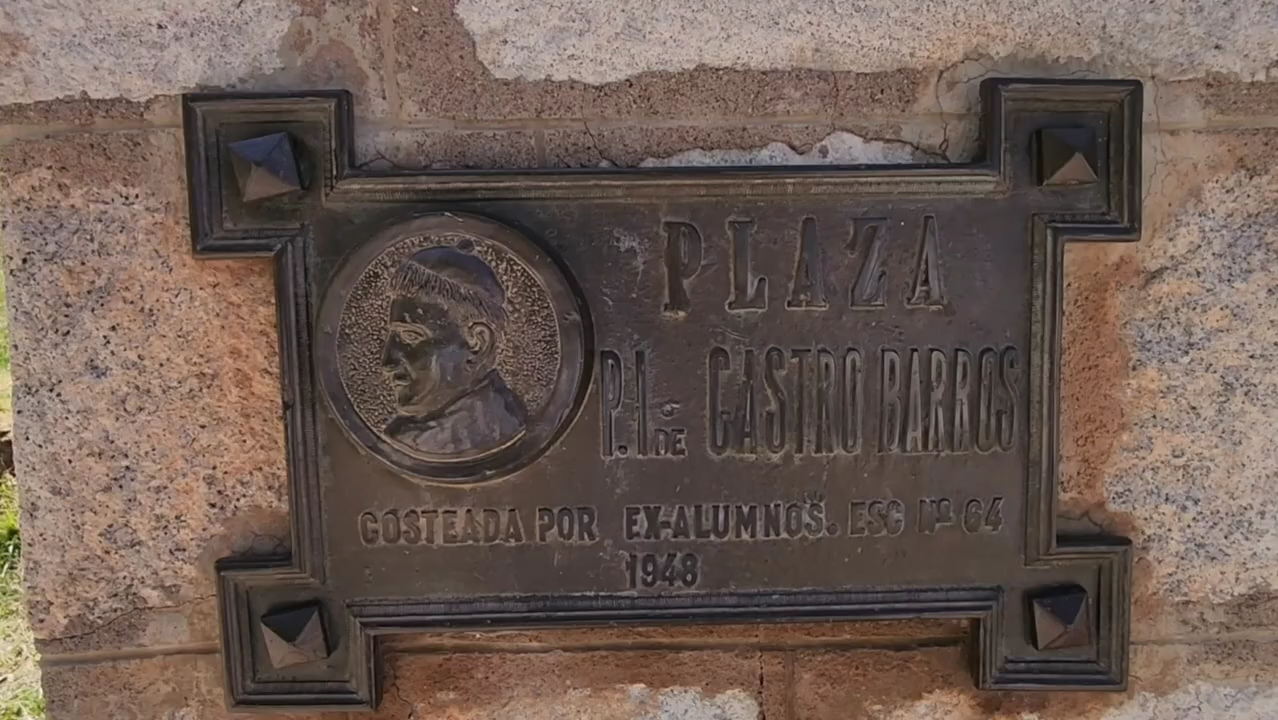 PLAZA
P. I. DE CASTRO BARROS
COSTEADA POR EX-ALUMNOS. ESC Nº 64
1948